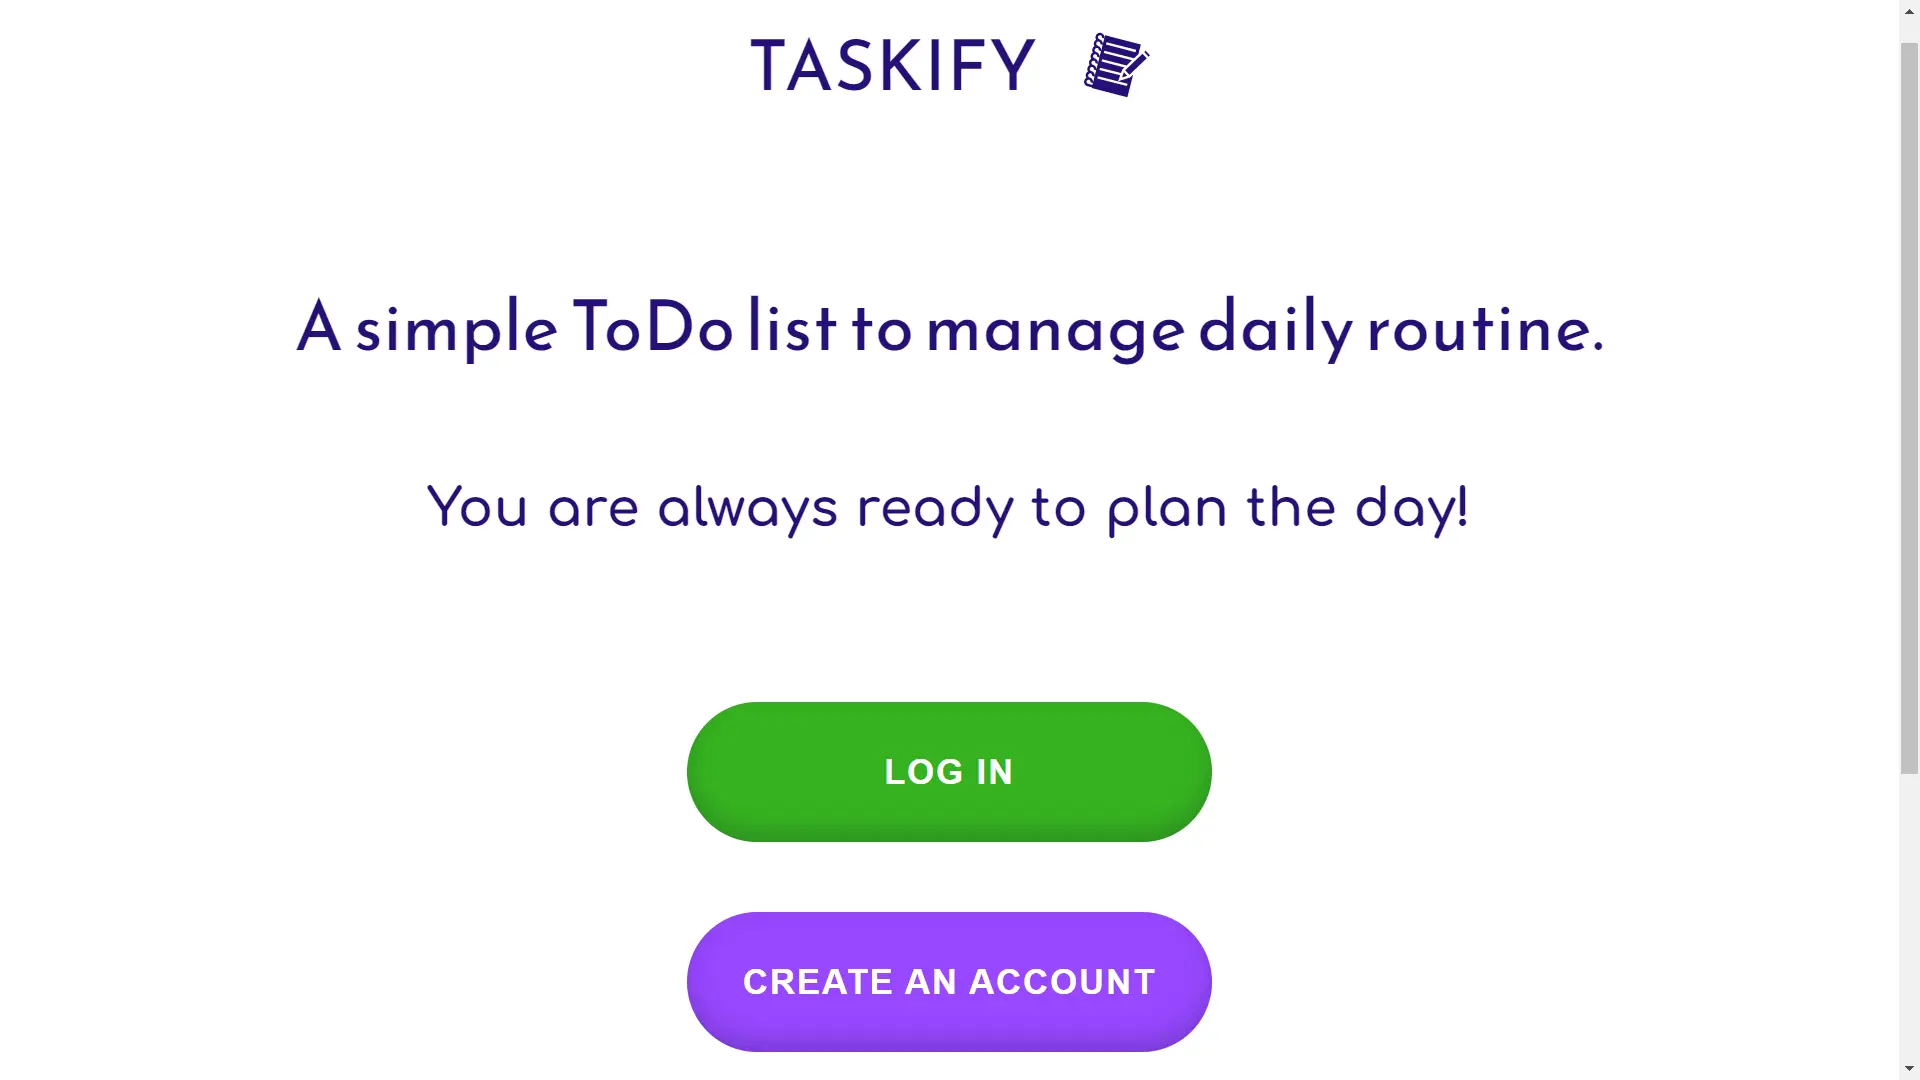 TASKIFY
A simple ToDo list to manage daily routine.
You are always ready to plan the day!
LOG IN
CREATE AN ACCOUNT